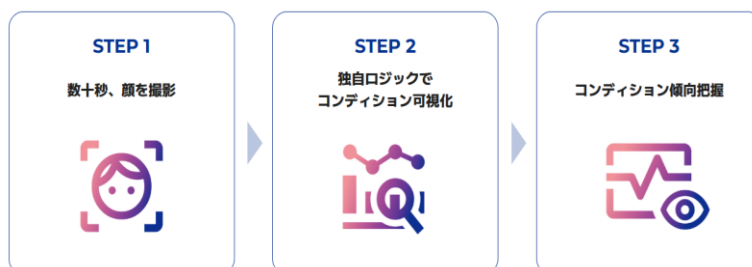 STEP 1
数十秒、顔を撮影
STEP 2
独自ロジックで
コンディション可視化
STEP 3
コンディション傾向把握